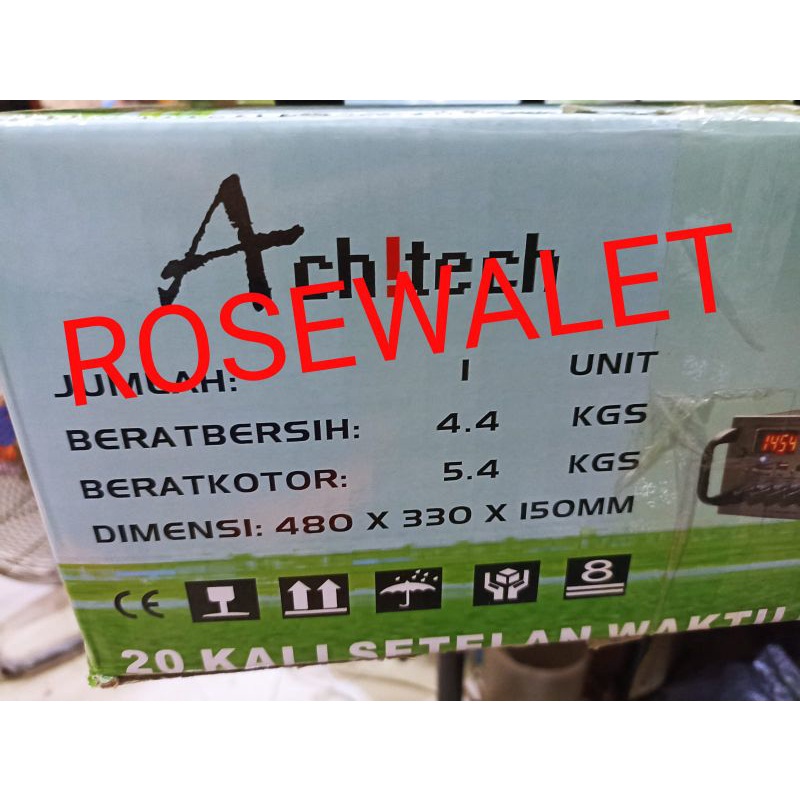 Ach!tech
ROSEWALET
JUMLAH: 1 UNIT
BERATBERSIH: 4.4 KGS
BERATKOTOR: 5.4 KGS
DIMENSI: 480 X 330 X 150MM
1454
CE
8
20 KALI SETELAN WAKTU